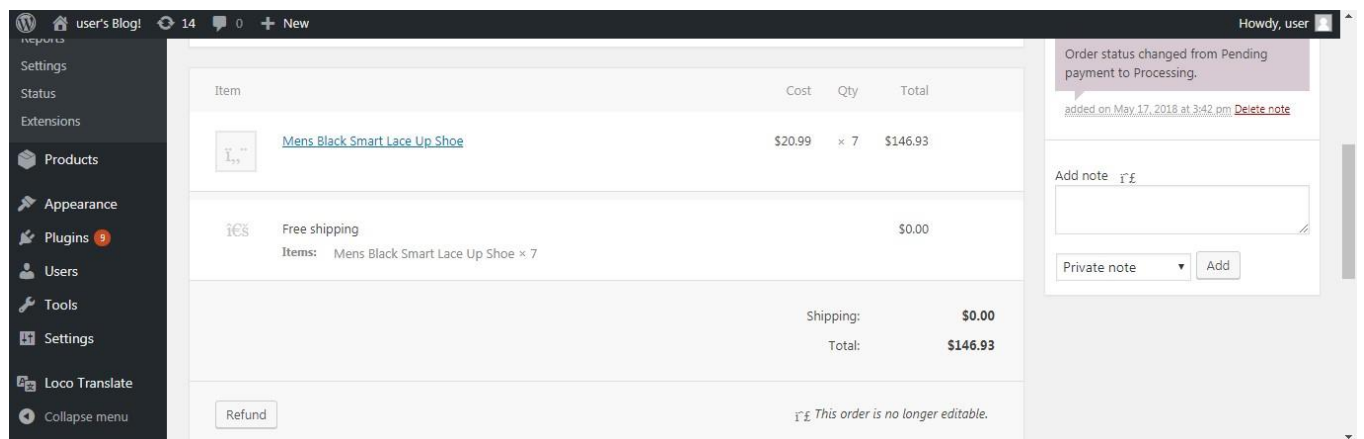 user's Blog! 14 0 + New Howdy, user
Reports
Settings
Status
Extensions
Products
Appearance
Plugins 9
Users
Tools
Settings
Loco Translate
Collapse menu
Item Cost Qty Total
Mens Black Smart Lace Up Shoe $20.99 × 7 $146.93
Free shipping $0.00
Items: Mens Black Smart Lace Up Shoe × 7
Shipping: $0.00
Total: $146.93
Refund This order is no longer editable.
Order status changed from Pending
payment to Processing.
added on May 17, 2018 at 3:42 pm Delete note
Add note
Private note Add